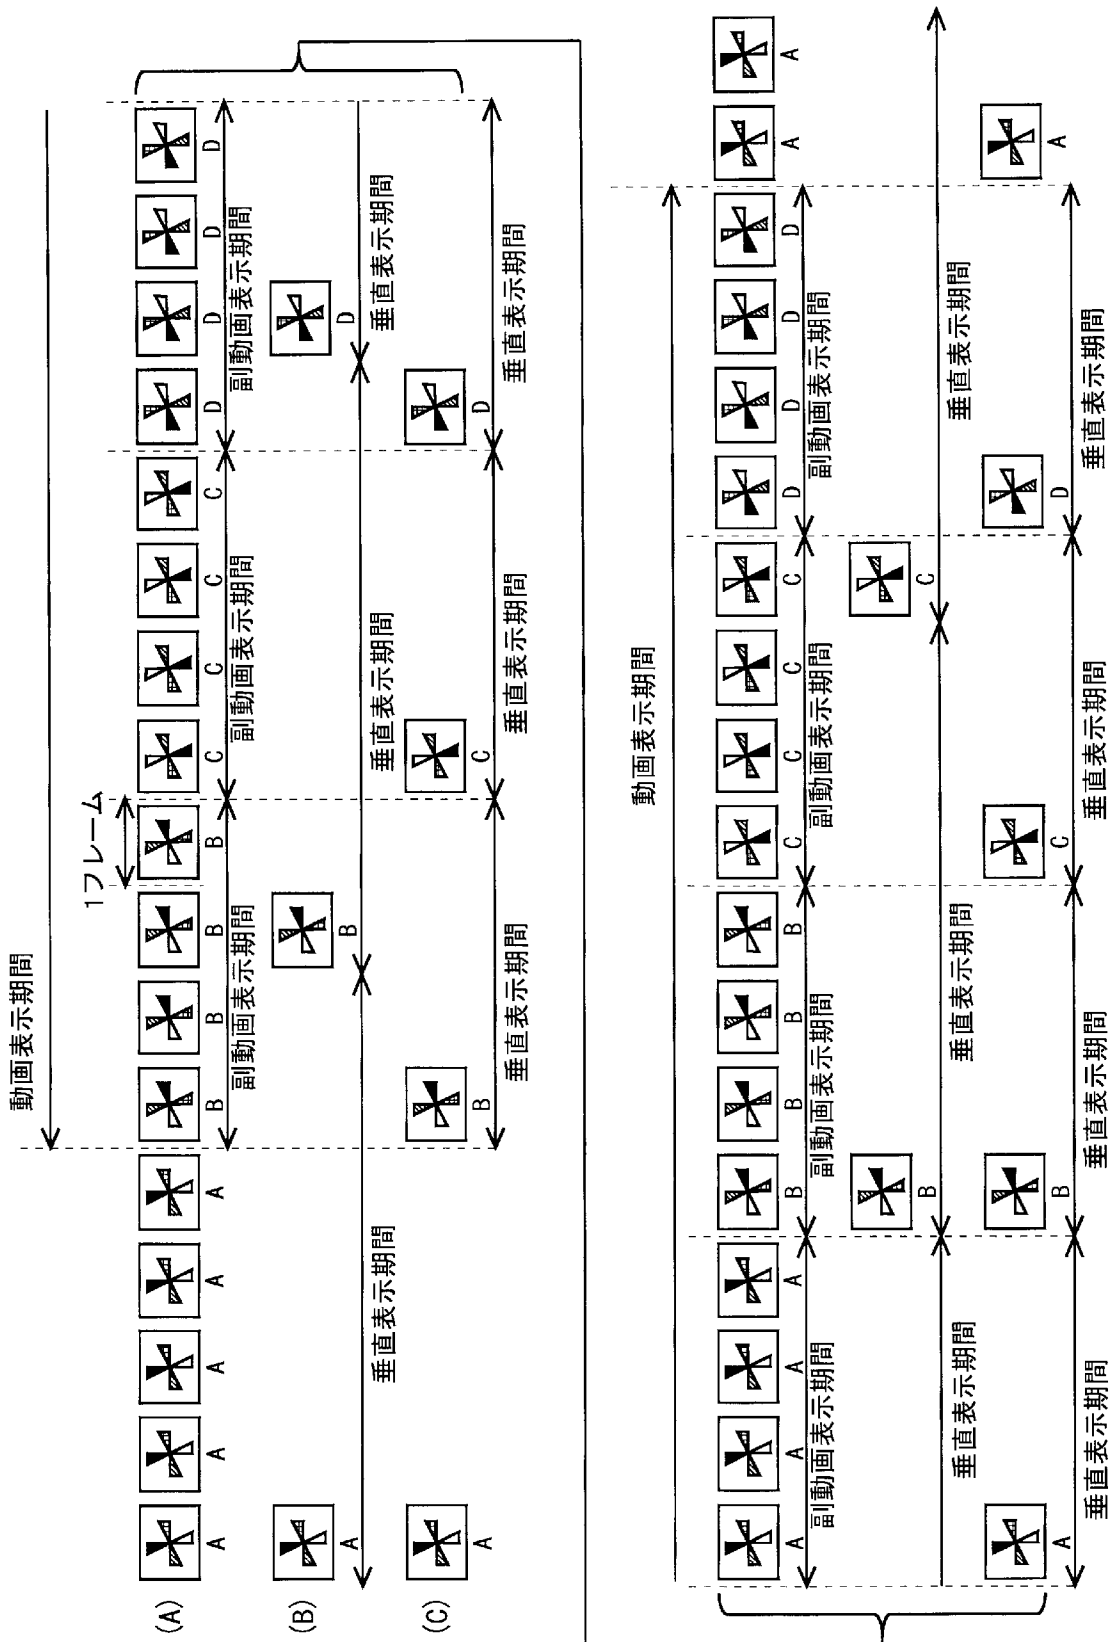 動画表示期間
1フレーム
(A)
A A A A A B B B B C C C C D D D D
副動画表示期間 副動画表示期間 副動画表示期間
(B)
A B D
垂直表示期間 垂直表示期間 垂直表示期間
(C)
A B C D
垂直表示期間 垂直表示期間 垂直表示期間
動画表示期間
A A A A B B B B C C C C D D D D A A
副動画表示期間 副動画表示期間 副動画表示期間 副動画表示期間
B C
垂直表示期間 垂直表示期間 垂直表示期間
A B C D A
垂直表示期間 垂直表示期間 垂直表示期間 垂直表示期間